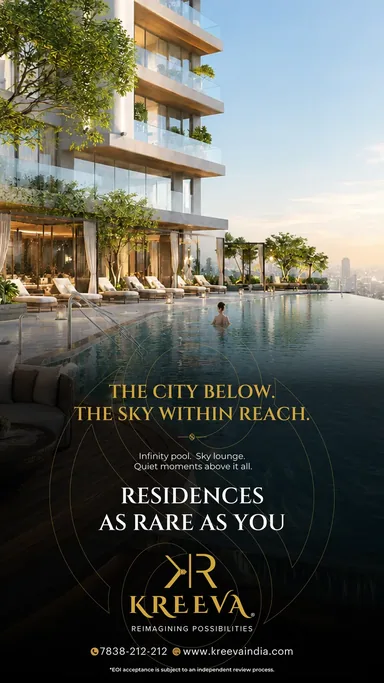 THE CITY BELOW.
THE SKY WITHIN REACH.
Infinity pool. Sky lounge.
Quiet moments above it all.
RESIDENCES
AS RARE AS YOU
KR
KREEVA®
REIMAGINING POSSIBILITIES
7838-212-212 www.kreevaindia.com
*EOI acceptance is subject to an independent review process.